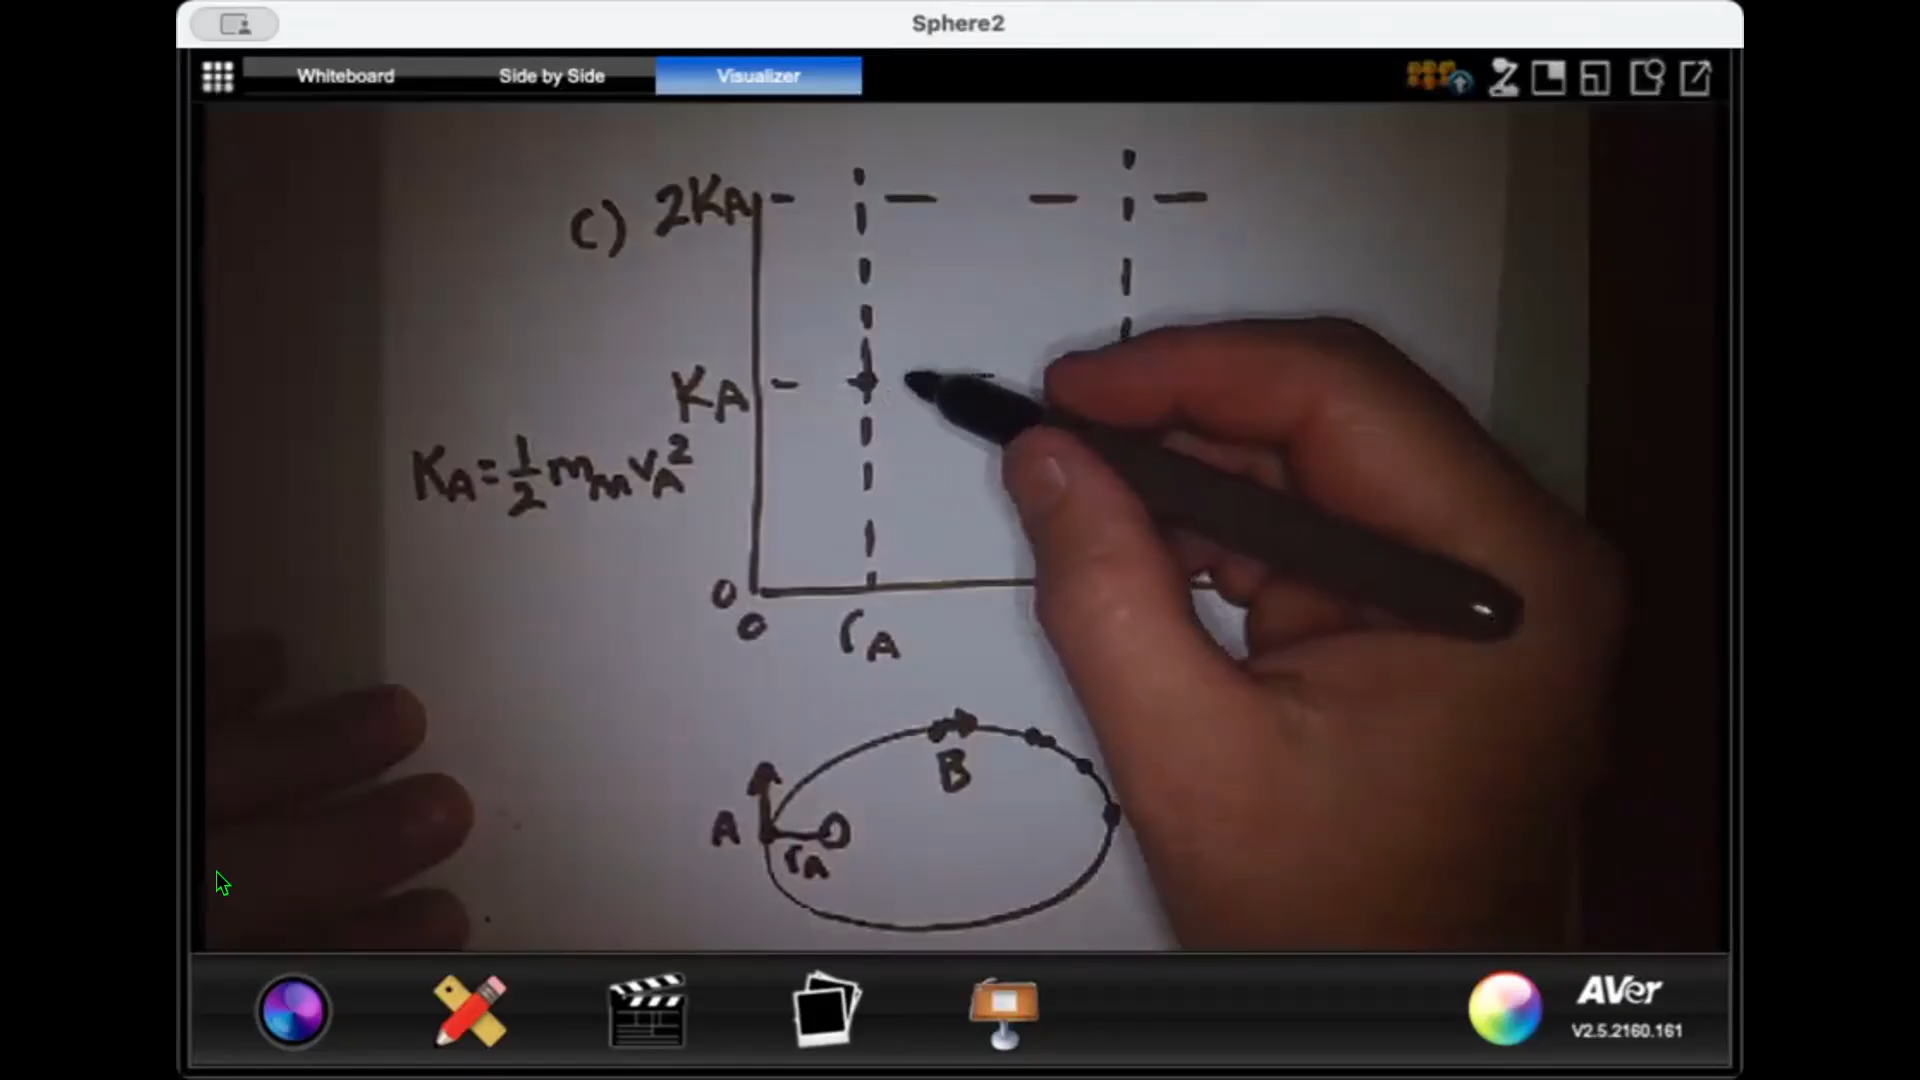 Sphere2
Whiteboard Side by Side Visualizer
c) 2KA
KA
KA = 1/2 mm vA²
0
0 rA
B
A
rA
AVer
V2.5.2160.161